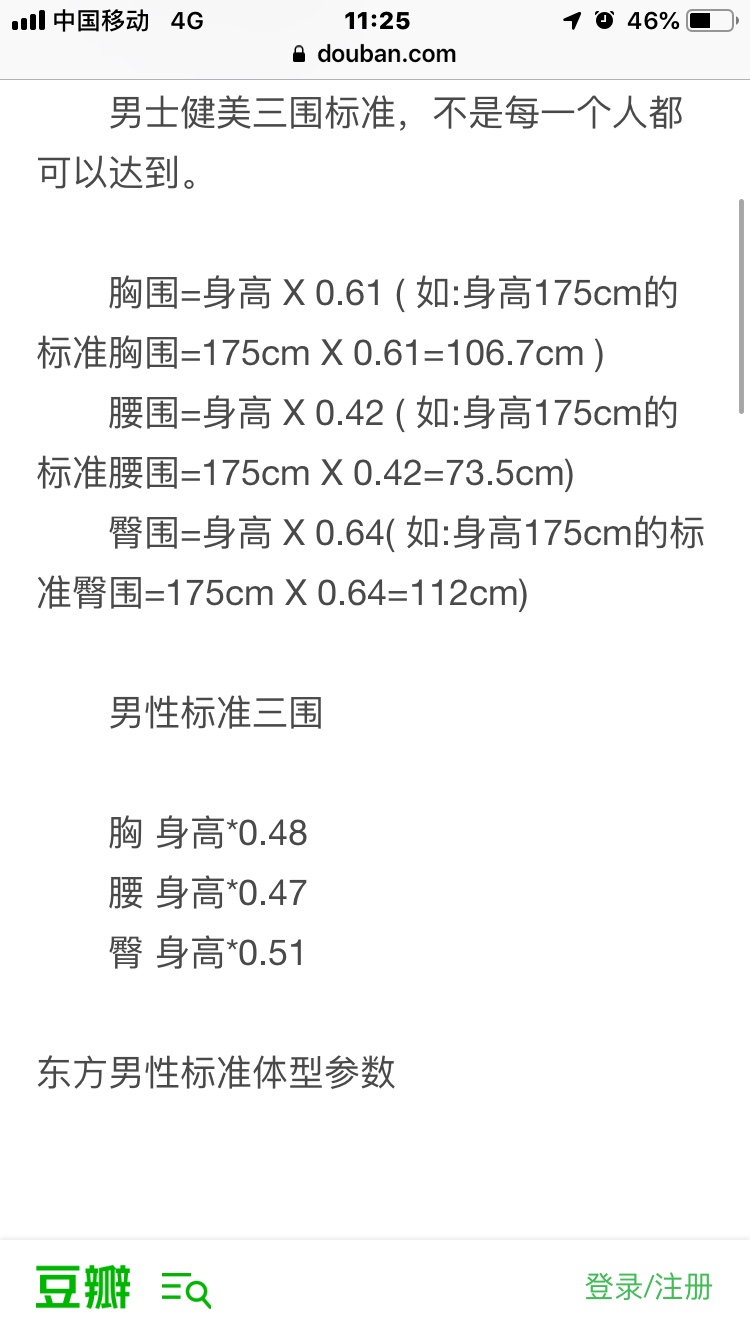 中国移动 4G 11:25 46%
douban.com
男士健美三围标准，不是每一个人都
可以达到。
胸围=身高 X 0.61 ( 如:身高175cm的
标准胸围=175cm X 0.61=106.7cm )
腰围=身高 X 0.42 ( 如:身高175cm的
标准腰围=175cm X 0.42=73.5cm)
臀围=身高 X 0.64( 如:身高175cm的标
准臀围=175cm X 0.64=112cm)
男性标准三围
胸 身高*0.48
腰 身高*0.47
臀 身高*0.51
东方男性标准体型参数
豆瓣 登录/注册